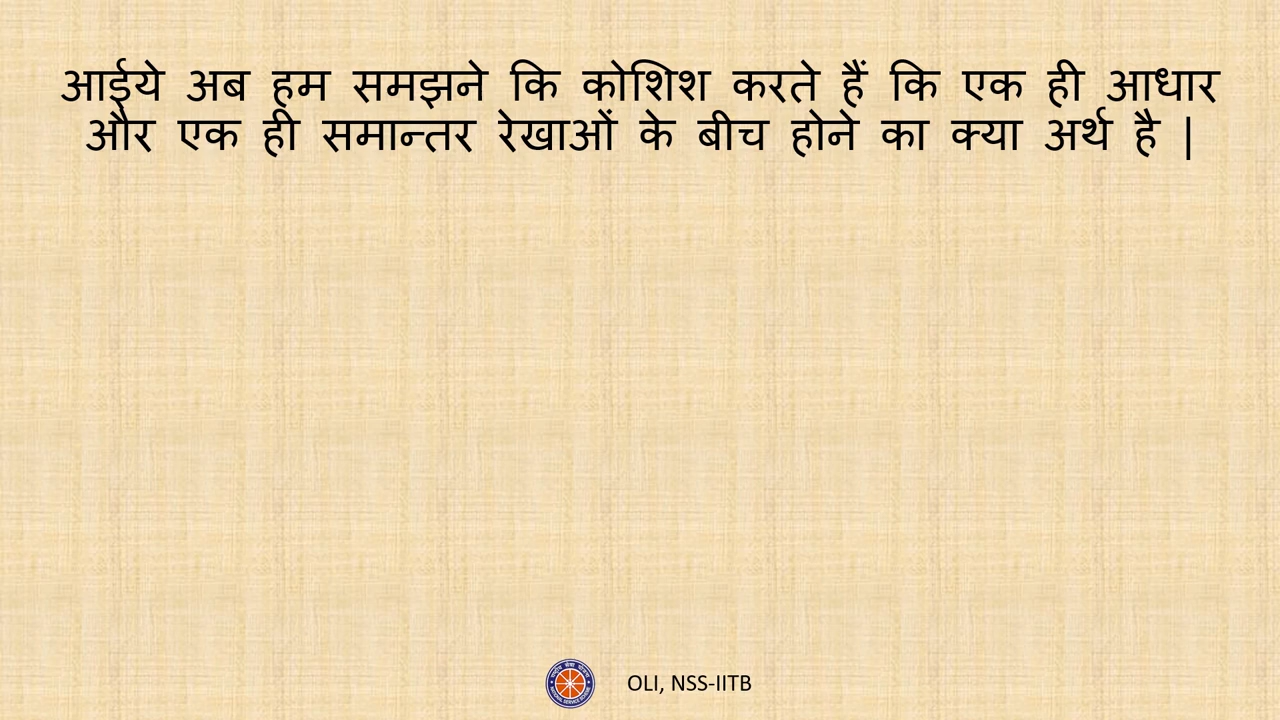 आईये अब हम समझने कि कोशिश करते हैं कि एक ही आधार
और एक ही समान्तर रेखाओं के बीच होने का क्या अर्थ है |
OLI, NSS-IITB